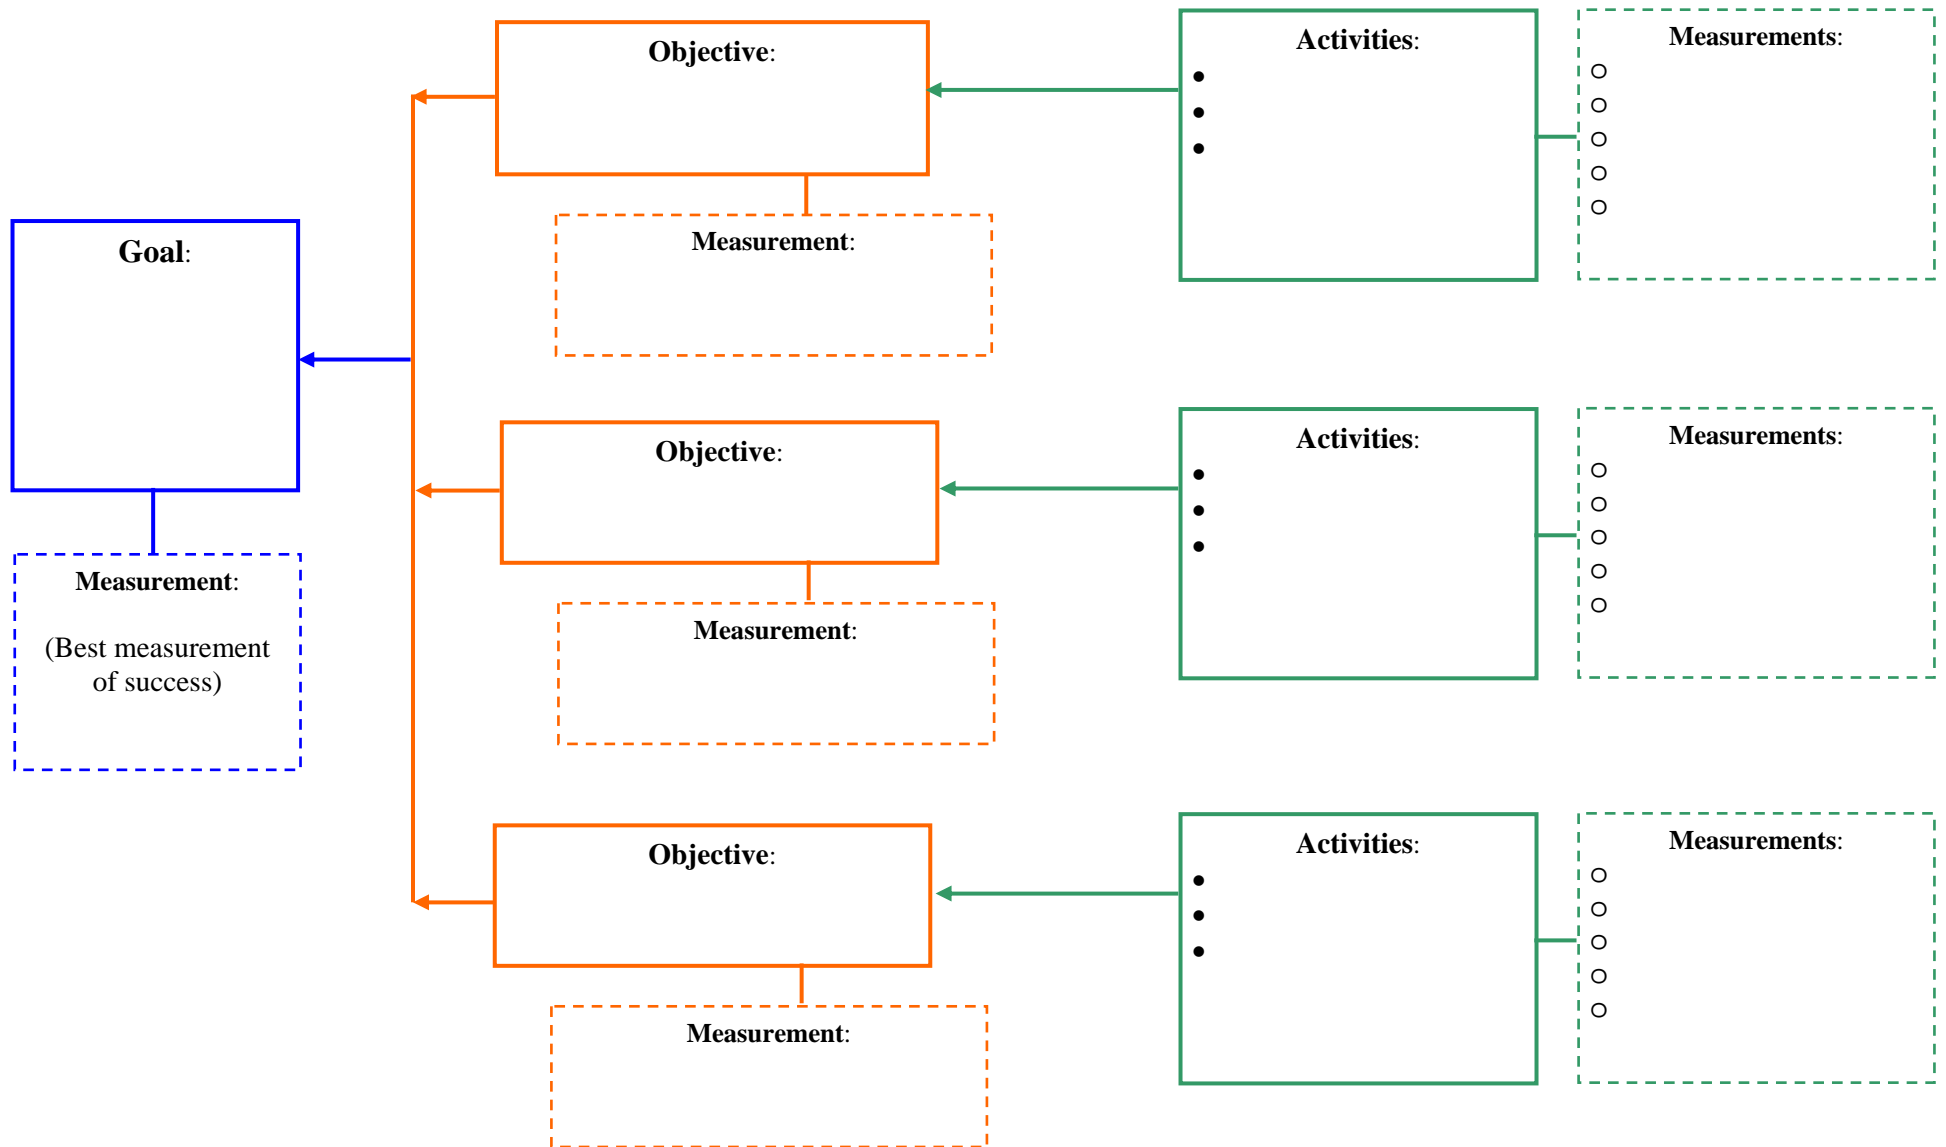 Goal:
Measurement:
(Best measurement
of success)
Objective:
Measurement:
Activities:
•
•
•
Measurements:
o
o
o
o
o
Objective:
Measurement:
Activities:
•
•
•
Measurements:
o
o
o
o
o
Objective:
Measurement:
Activities:
•
•
•
Measurements:
o
o
o
o
o